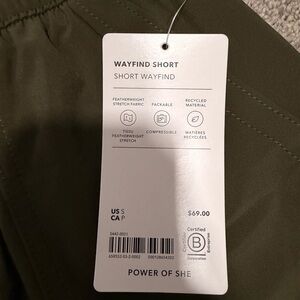 WAYFIND SHORT
SHORT WAYFIND
FEATHERWEIGHT
STRETCH FABRIC
PACKABLE
RECYCLED
MATERIAL
TISSU
FEATHERWEIGHT
STRETCH
COMPRESSIBLE
MATIÈRES
RECYCLÉES
US S
CA P
$69.00
Certified
B
Corporation
POWER OF SHE